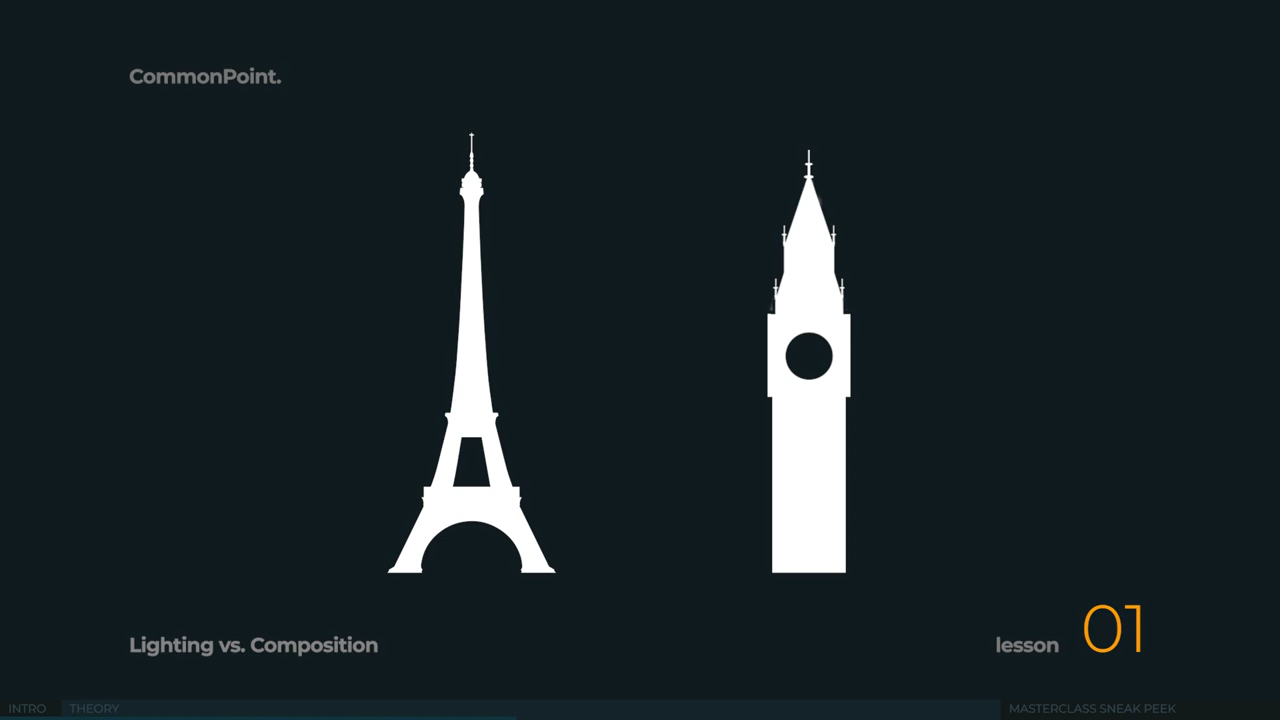 CommonPoint.
Lighting vs. Composition
lesson 01
INTRO THEORY MASTERCLASS SNEAK PEEK